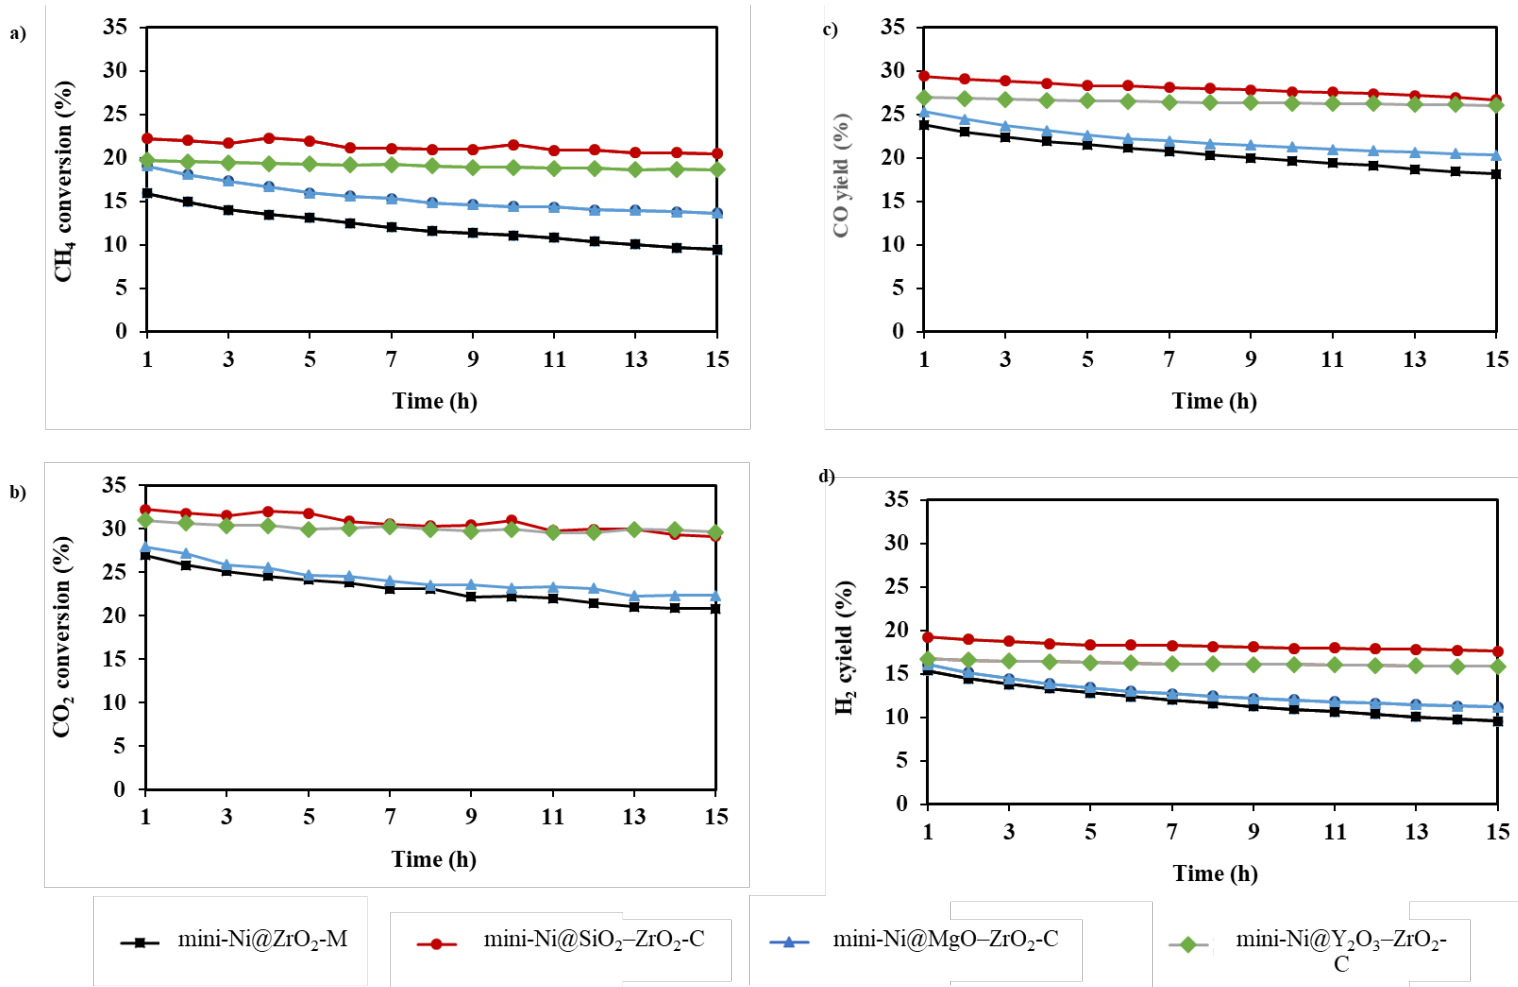 a)
35
30
25
20
15
10
5
0
CH₄ conversion (%)
1 3 5 7 9 11 13 15
Time (h)
c)
35
30
25
20
15
10
5
0
CO yield (%)
1 3 5 7 9 11 13 15
Time (h)
b)
35
30
25
20
15
10
5
0
CO₂ conversion (%)
1 3 5 7 9 11 13 15
Time (h)
d)
35
30
25
20
15
10
5
0
H₂ cyield (%)
1 3 5 7 9 11 13 15
Time (h)
mini-Ni@ZrO₂-M
mini-Ni@SiO₂–ZrO₂-C
mini-Ni@MgO–ZrO₂-C
mini-Ni@Y₂O₃–ZrO₂-
C